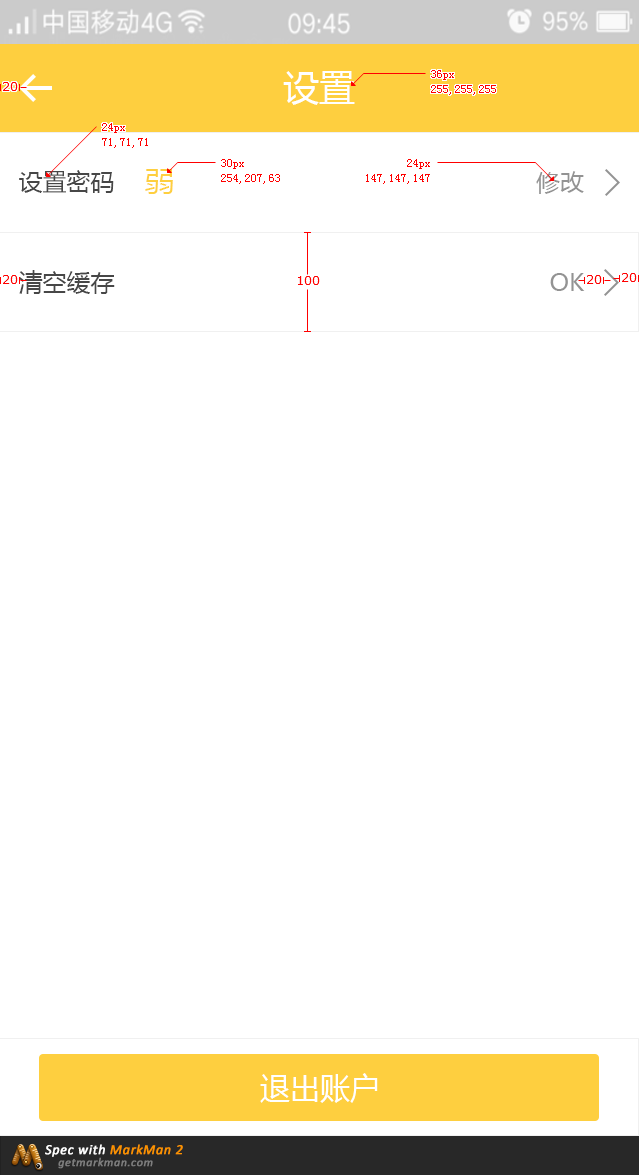 中国移动4G 09:45 95%
20 设置 36px
255, 255, 255
24px
71, 71, 71
设置密码 弱 30px
254, 207, 63
24px
147, 147, 147
修改
20 清空缓存 100 OK 20 20
退出账户
Spec with MarkMan 2
getmarkman.com